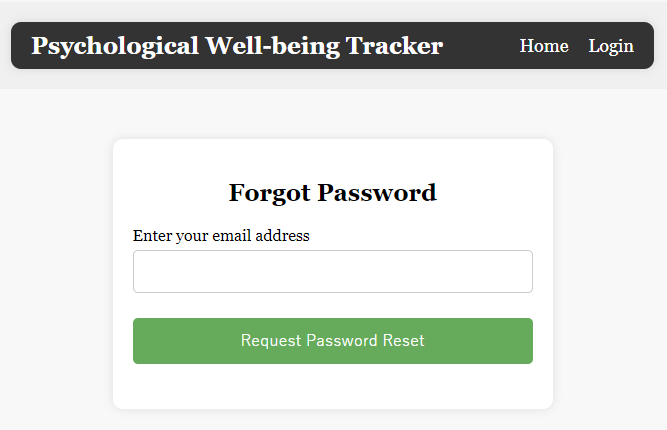 Psychological Well-being Tracker
Home Login
Forgot Password
Enter your email address
Request Password Reset